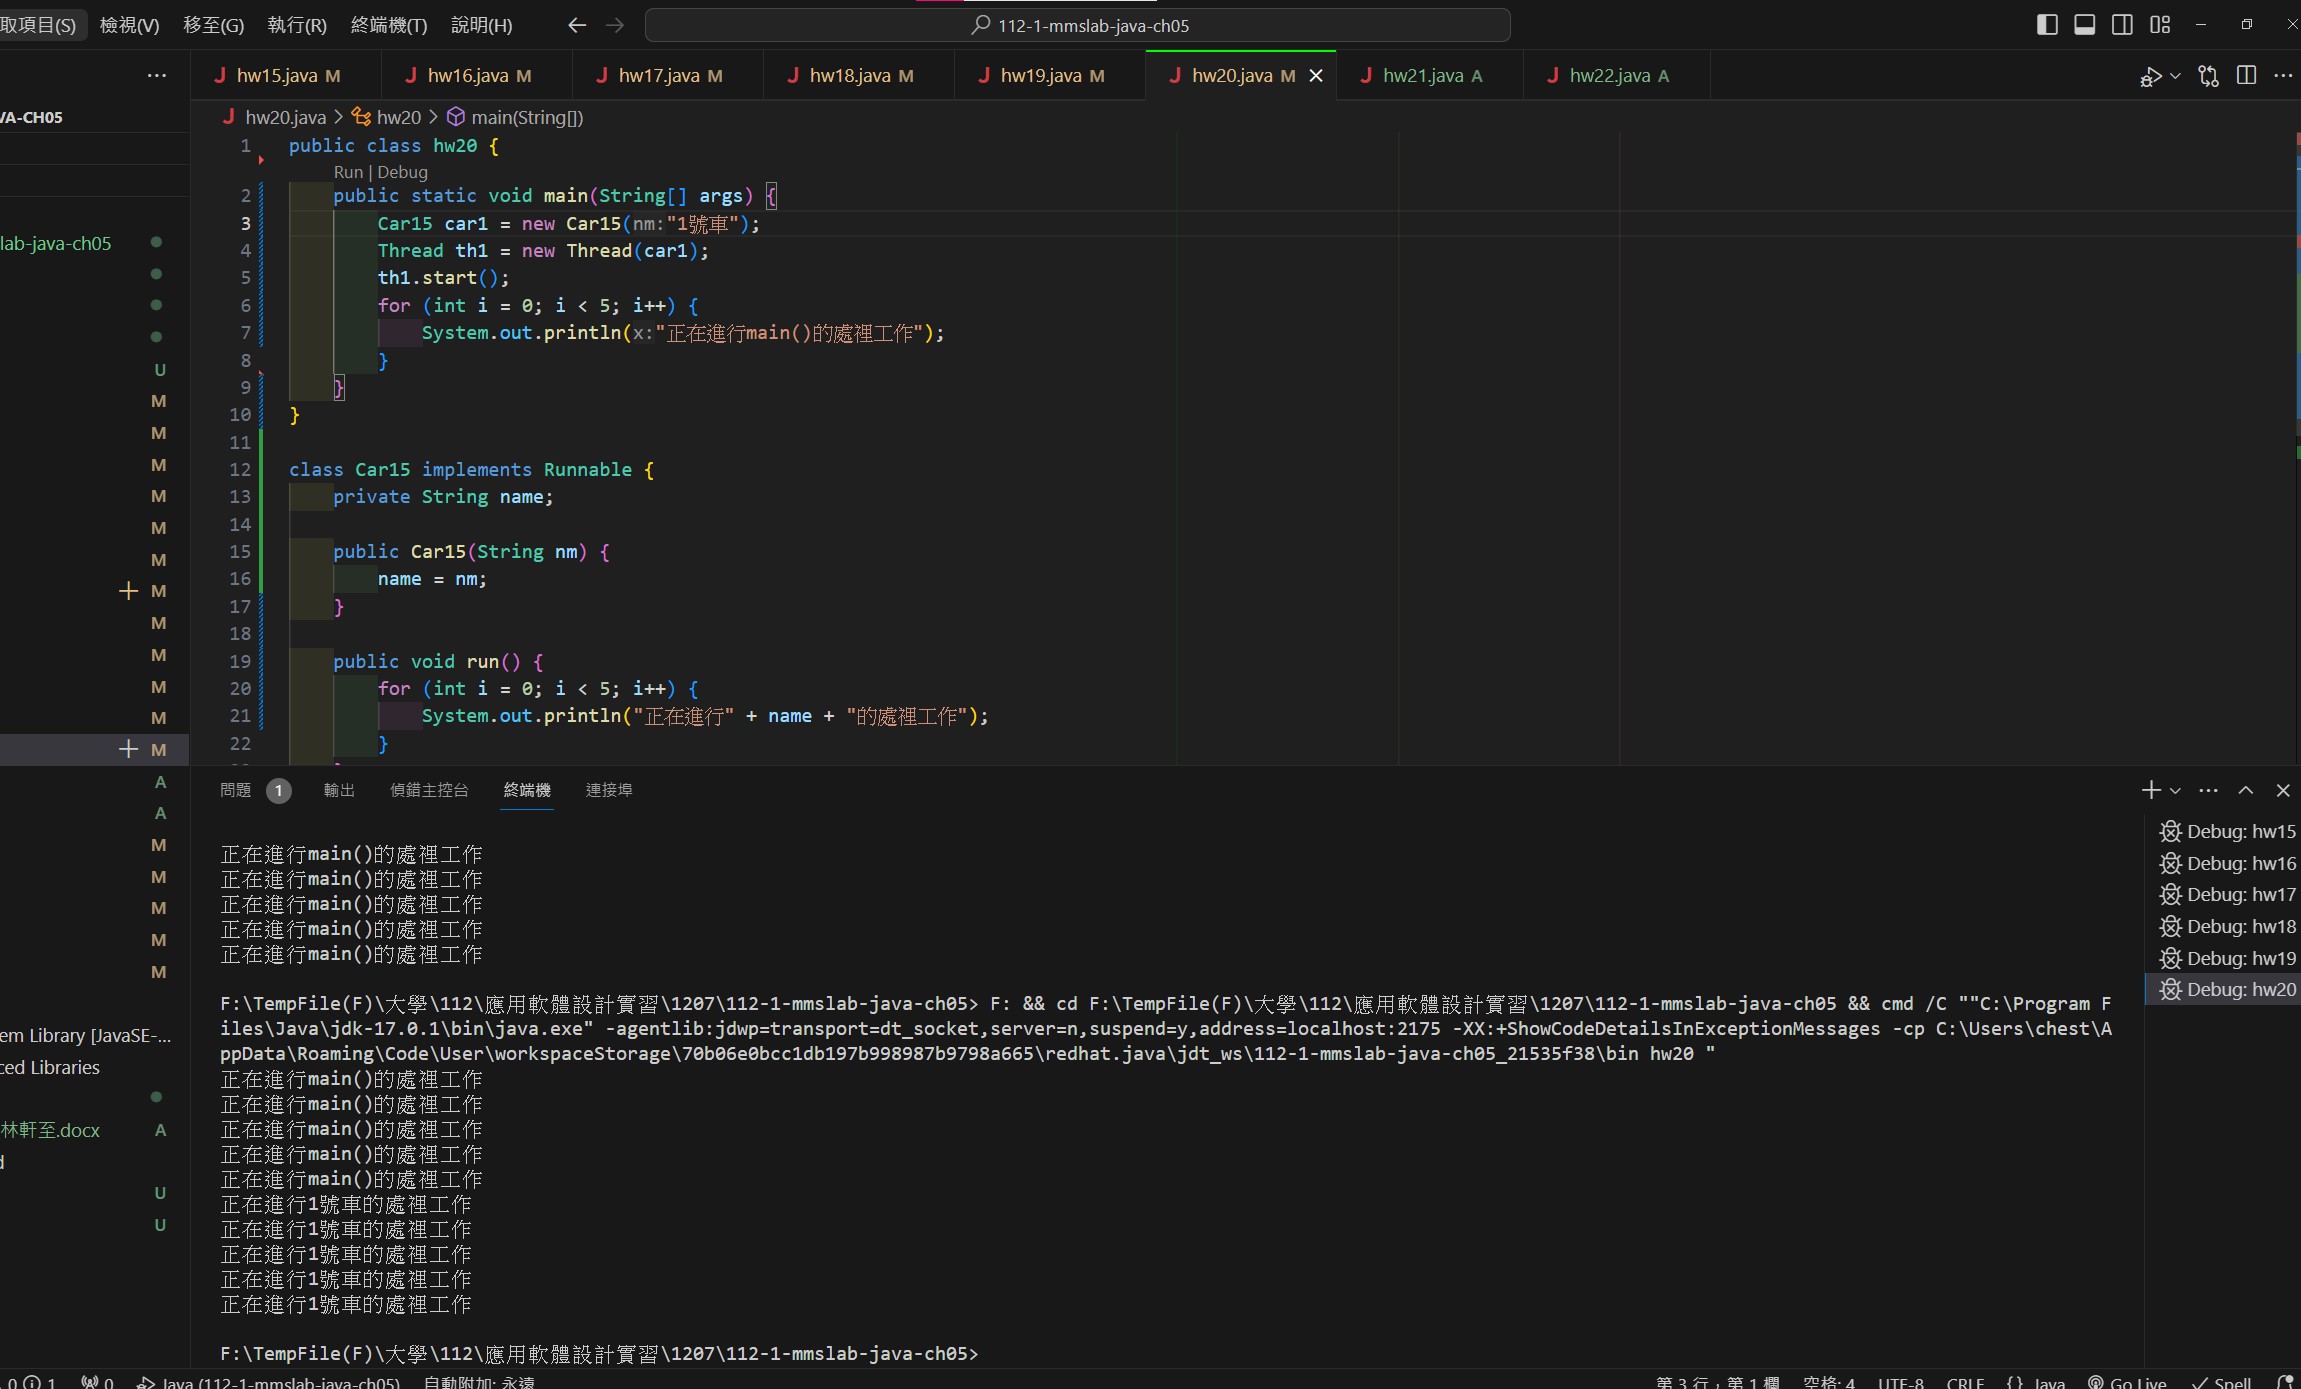 取項目(S) 檢視(V) 移至(G) 執行(R) 終端機(T) 說明(H) 112-1-mmslab-java-ch05
hw15.java M hw16.java M hw17.java M hw18.java M hw19.java M hw20.java M hw21.java A hw22.java A
VA-CH05
lab-java-ch05
U
M
M
M
M
M
M
M
M
M
M
M
M
A
A
M
M
M
M
M
em Library [JavaSE-...
ced Libraries
林軒至.docx A
d
U
U
hw20.java > hw20 > main(String[])
1 public class hw20 {
Run | Debug
2 public static void main(String[] args) {
3 Car15 car1 = new Car15(nm:"1號車");
4 Thread th1 = new Thread(car1);
5 th1.start();
6 for (int i = 0; i < 5; i++) {
7 System.out.println(x:"正在進行main()的處裡工作");
8 }
9 }
10 }
11
12 class Car15 implements Runnable {
13 private String name;
14
15 public Car15(String nm) {
16 name = nm;
17 }
18
19 public void run() {
20 for (int i = 0; i < 5; i++) {
21 System.out.println("正在進行" + name + "的處裡工作");
22 }
問題 1 輸出 偵錯主控台 終端機 連接埠
正在進行main()的處裡工作
正在進行main()的處裡工作
正在進行main()的處裡工作
正在進行main()的處裡工作
正在進行main()的處裡工作
F:\TempFile(F)\大學\112\應用軟體設計實習\1207\112-1-mmslab-java-ch05> F: && cd F:\TempFile(F)\大學\112\應用軟體設計實習\1207\112-1-mmslab-java-ch05 && cmd /C ""C:\Program F
iles\Java\jdk-17.0.1\bin\java.exe" -agentlib:jdwp=transport=dt_socket,server=n,suspend=y,address=localhost:2175 -XX:+ShowCodeDetailsInExceptionMessages -cp C:\Users\chest\A
ppData\Roaming\Code\User\workspaceStorage\70b06e0bcc1db197b998987b9798a665\redhat.java\jdt_ws\112-1-mmslab-java-ch05_21535f38\bin hw20 "
正在進行main()的處裡工作
正在進行main()的處裡工作
正在進行main()的處裡工作
正在進行main()的處裡工作
正在進行main()的處裡工作
正在進行1號車的處裡工作
正在進行1號車的處裡工作
正在進行1號車的處裡工作
正在進行1號車的處裡工作
正在進行1號車的處裡工作
F:\TempFile(F)\大學\112\應用軟體設計實習\1207\112-1-mmslab-java-ch05>
Debug: hw15
Debug: hw16
Debug: hw17
Debug: hw18
Debug: hw19
Debug: hw20
0 1 0 Java (112-1-mmslab-java-ch05) 自動附加: 永遠 第 3 行，第 1 欄 空格: 4 UTF-8 CRLF {} Java Go Live Spell